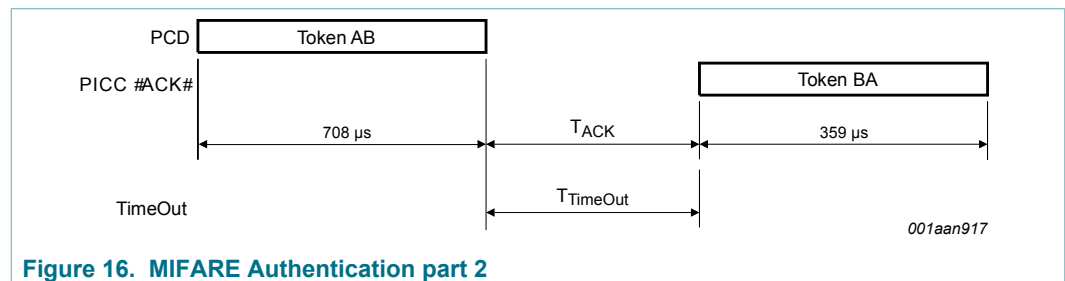 PCD Token AB
PICC #ACK# Token BA
708 μs TACK 359 μs
TimeOut TTimeOut
001aan917
Figure 16. MIFARE Authentication part 2